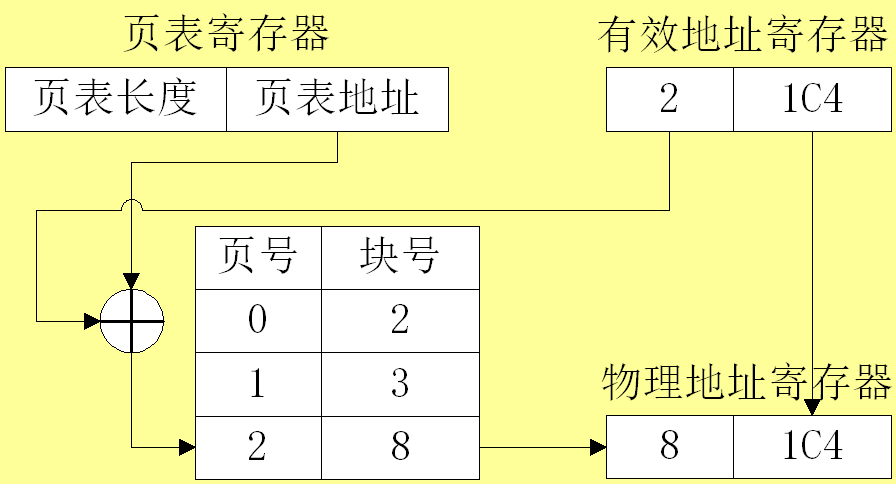 页表寄存器
有效地址寄存器
页表长度 页表地址
2 1C4
页号 块号
0 2
1 3
2 8
物理地址寄存器
8 1C4